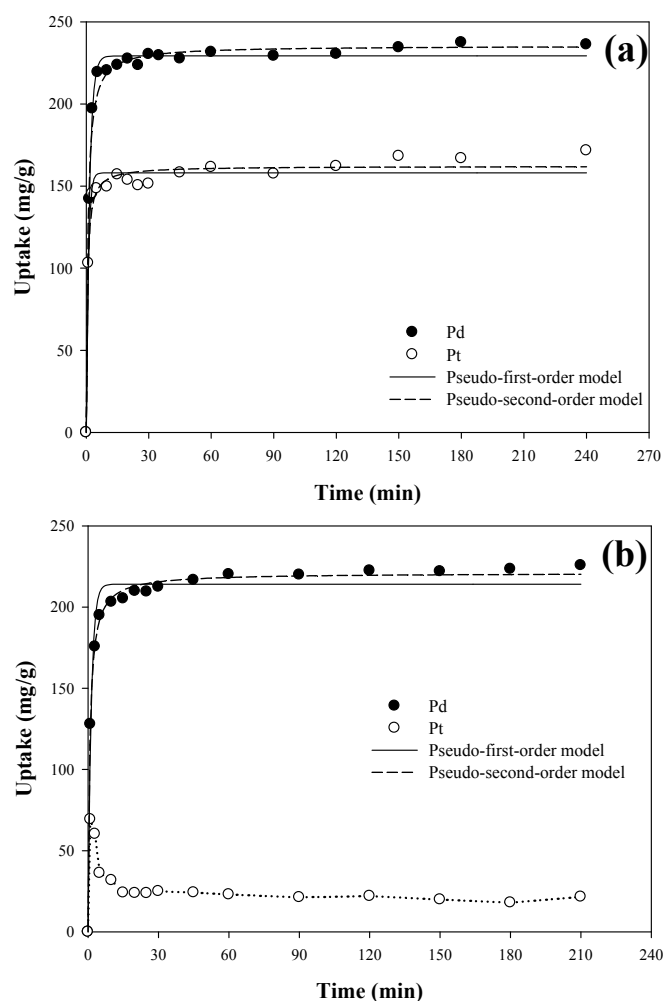 (a)
250
200
150
100
50
0
Uptake (mg/g)
Pd
Pt
Pseudo-first-order model
Pseudo-second-order model
0 30 60 90 120 150 180 210 240 270
Time (min)
(b)
250
200
150
100
50
0
Uptake (mg/g)
Pd
Pt
Pseudo-first-order model
Pseudo-second-order model
0 30 60 90 120 150 180 210 240
Time (min)